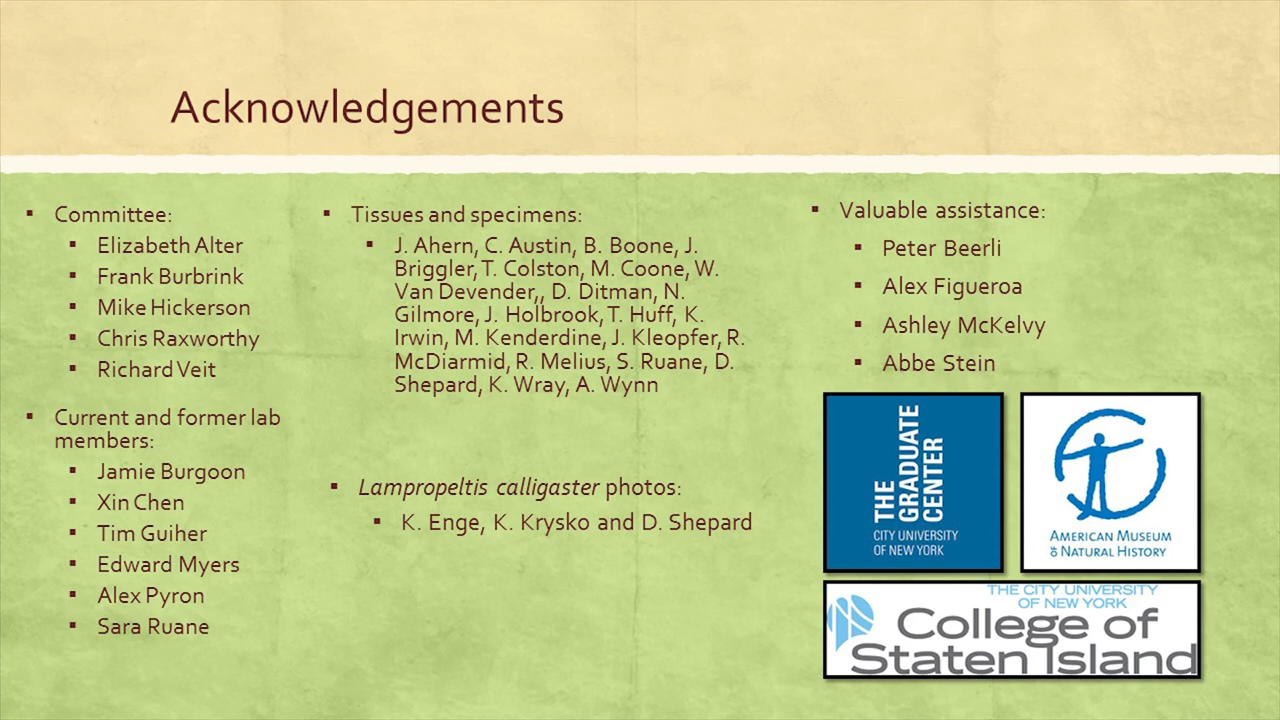 Acknowledgements
▪ Committee:
▪ Elizabeth Alter
▪ Frank Burbrink
▪ Mike Hickerson
▪ Chris Raxworthy
▪ Richard Veit
▪ Current and former lab
members:
▪ Jamie Burgoon
▪ Xin Chen
▪ Tim Guiher
▪ Edward Myers
▪ Alex Pyron
▪ Sara Ruane
▪ Tissues and specimens:
▪ J. Ahern, C. Austin, B. Boone, J.
Briggler, T. Colston, M. Coone, W.
Van Devender,, D. Ditman, N.
Gilmore, J. Holbrook, T. Huff, K.
Irwin, M. Kenderdine, J. Kleopfer, R.
McDiarmid, R. Melius, S. Ruane, D.
Shepard, K. Wray, A. Wynn
▪ Lampropeltis calligaster photos:
▪ K. Enge, K. Krysko and D. Shepard
▪ Valuable assistance:
▪ Peter Beerli
▪ Alex Figueroa
▪ Ashley McKelvy
▪ Abbe Stein
THE
GRADUATE
CENTER
CITY UNIVERSITY
OF NEW YORK
AMERICAN MUSEUM
OF NATURAL HISTORY
THE CITY UNIVERSITY
OF NEW YORK
College of
Staten Island